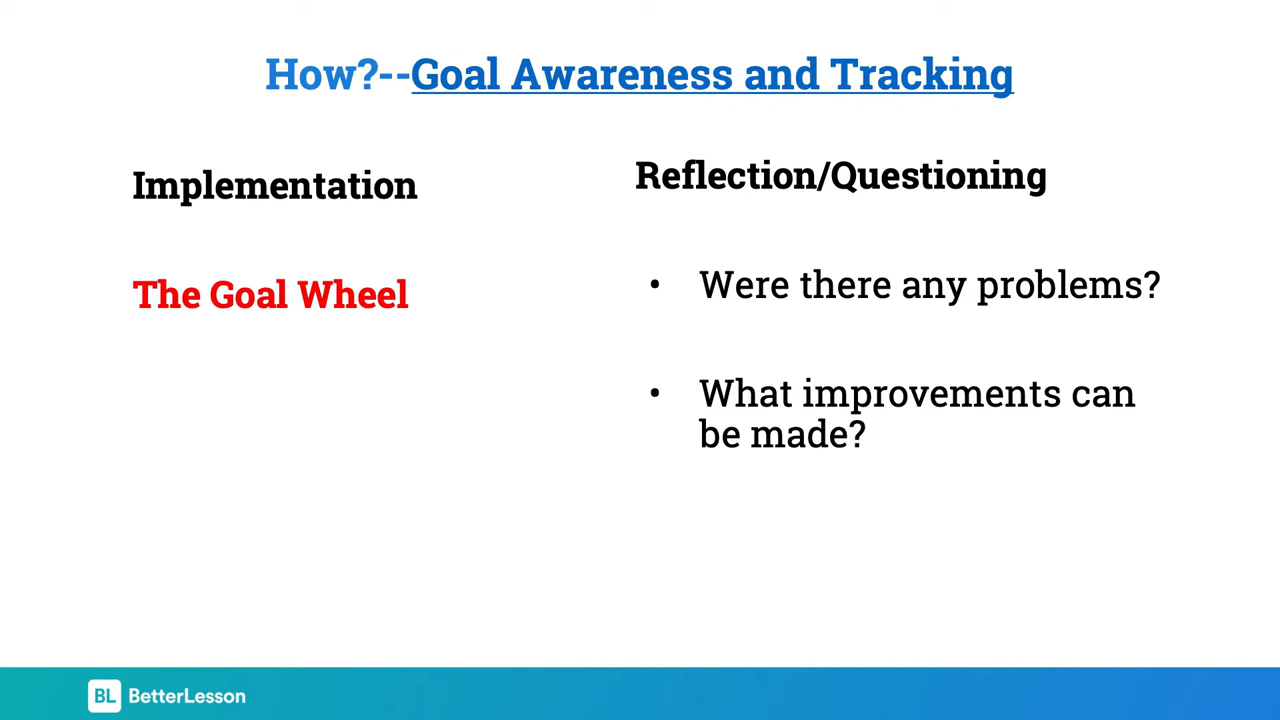 How?--Goal Awareness and Tracking
Implementation
The Goal Wheel
Reflection/Questioning
• Were there any problems?
• What improvements can
be made?
BL BetterLesson